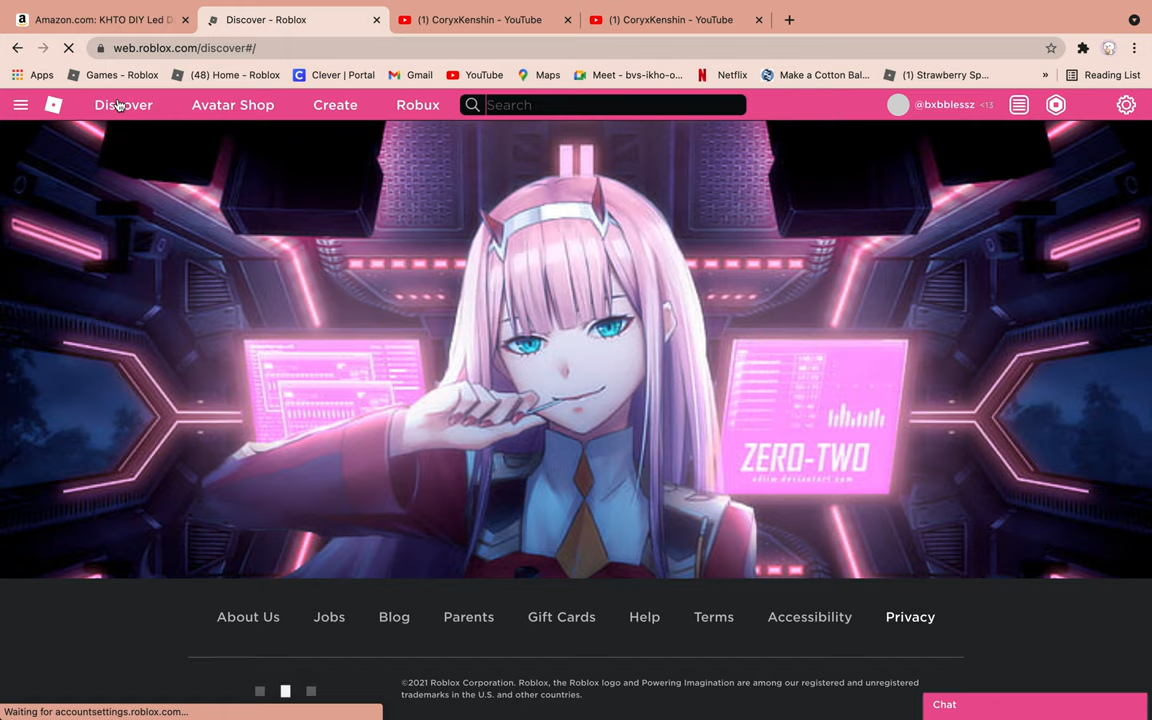 Amazon.com: KHTO DIY Led D
Discover - Roblox
(1) CoryxKenshin - YouTube
(1) CoryxKenshin - YouTube
web.roblox.com/discover#/
Apps
Games - Roblox
(48) Home - Roblox
Clever | Portal
Gmail
YouTube
Maps
Meet - bvs-ikho-o...
Netflix
Make a Cotton Bal...
(1) Strawberry Sp...
»
Reading List
Discover
Avatar Shop
Create
Robux
Search
@bxbblessz <13
ZERO-TWO
About Us
Jobs
Blog
Parents
Gift Cards
Help
Terms
Accessibility
Privacy
©2021 Roblox Corporation. Roblox, the Roblox logo and Powering Imagination are among our registered and unregistered
trademarks in the U.S. and other countries.
Chat
Waiting for accountsettings.roblox.com...